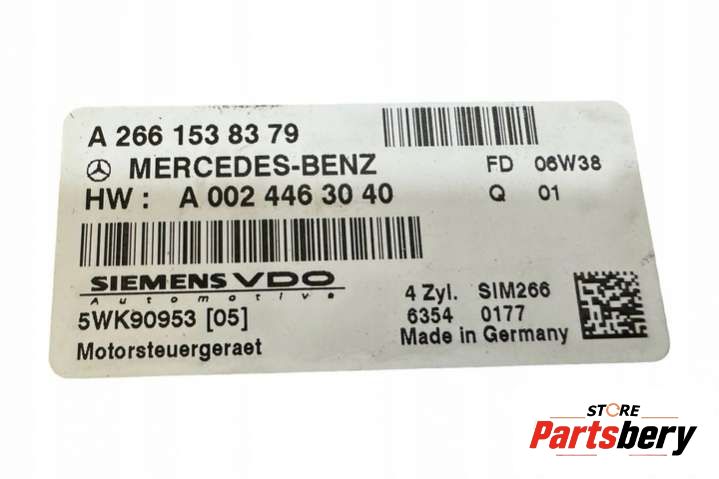 A 266 153 83 79
MERCEDES-BENZ FD 06W38
HW : A 002 446 30 40 Q 01
SIEMENS VDO
Automotive
4 Zyl. SIM266
5WK90953 [05] 6354 0177
Motorsteuergeraet Made in Germany
STORE
Partsbery